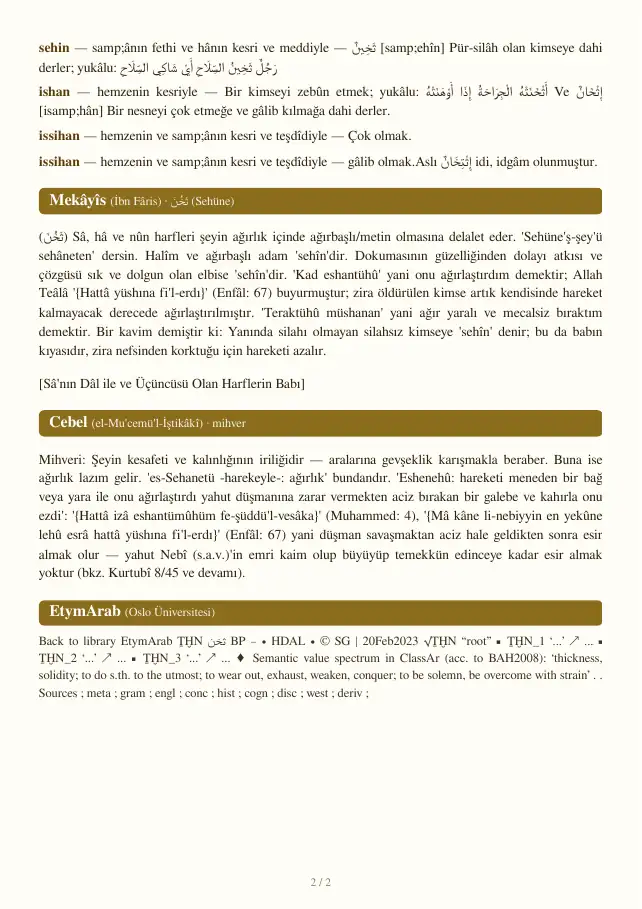 sehin — samp;ânın fethi ve hânın kesri ve meddiyle — ثَخِينٌ [samp;ehîn] Pür-silâh olan kimseye dahi
derler; yukâlu: رَجُلٌ ثَخِينُ السِّلَاحِ أَيْ شَاكِي السِّلَاحِ
ishan — hemzenin kesriyle — Bir kimseyi zebûn etmek; yukâlu: أَثْخَنَتْهُ الْجِرَاحَةُ إِذَا أَوْهَنَتْهُ Ve إِثْخَانٌ
[isamp;hân] Bir nesneyi çok etmeğe ve gâlib kılmağa dahi derler.
issihan — hemzenin ve samp;ânın kesri ve teşdîdiyle — Çok olmak.
issihan — hemzenin ve samp;ânın kesri ve teşdîdiyle — gâlib olmak.Aslı إِثْتِخَانٌ idi, idgâm olunmuştur.
Mekâyîs (İbn Fâris) · ثَخُنَ (Sehüne)
(ثَخُنَ) Sâ, hâ ve nûn harfleri şeyin ağırlık içinde ağırbaşlı/metin olmasına delalet eder. 'Sehüne'ş-şey'ü
sehâneten' dersin. Halîm ve ağırbaşlı adam 'sehîn'dir. Dokumasının güzelliğinden dolayı atkısı ve
çözgüsü sık ve dolgun olan elbise 'sehîn'dir. 'Kad eshantühû' yani onu ağırlaştırdım demektir; Allah
Teâlâ '{Hattâ yüshına fi'l-erdı}' (Enfâl: 67) buyurmuştur; zira öldürülen kimse artık kendisinde hareket
kalmayacak derecede ağırlaştırılmıştır. 'Teraktühû müshanan' yani ağır yaralı ve mecalsiz bıraktım
demektir. Bir kavim demiştir ki: Yanında silahı olmayan silahsız kimseye 'sehîn' denir; bu da babın
kıyasıdır, zira nefsinden korktuğu için hareketi azalır.
[Sâ'nın Dâl ile ve Üçüncüsü Olan Harflerin Babı]
Cebel (el-Mu'cemü'l-İştikâkî) · mihver
Mihveri: Şeyin kesafeti ve kalınlığının iriliğidir — aralarına gevşeklik karışmakla beraber. Buna ise
ağırlık lazım gelir. 'es-Sehanetü -harekeyle-: ağırlık' bundandır. 'Eshenehû: hareketi meneden bir bağ
veya yara ile onu ağırlaştırdı yahut düşmanına zarar vermekten aciz bırakan bir galebe ve kahırla onu
ezdi': '{Hattâ izâ eshantümûhüm fe-şüddü'l-vesâka}' (Muhammed: 4), '{Mâ kâne li-nebiyyin en yekûne
lehû esrâ hattâ yüshına fi'l-erdı}' (Enfâl: 67) yani düşman savaşmaktan aciz hale geldikten sonra esir
almak olur — yahut Nebî (s.a.v.)'in emri kaim olup büyüyüp temekkün edinceye kadar esir almak
yoktur (bkz. Kurtubî 8/45 ve devamı).
EtymArab (Oslo Üniversitesi)
Back to library EtymArab ṮḪN ثخن BP – • HDAL • © SG | 20Feb2023 √ṮḪN “root” ▪ ṮḪN_1 ‘...’ ↗ ... ▪
ṮḪN_2 ‘...’ ↗ ... ▪ ṮḪN_3 ‘...’ ↗ ... ♦ Semantic value spectrum in ClassAr (acc. to BAH2008): ‘thickness,
solidity; to do s.th. to the utmost; to wear out, exhaust, weaken, conquer; to be solemn, be overcome with strain’ . .
Sources ; meta ; gram ; engl ; conc ; hist ; cogn ; disc ; west ; deriv ;
2 / 2